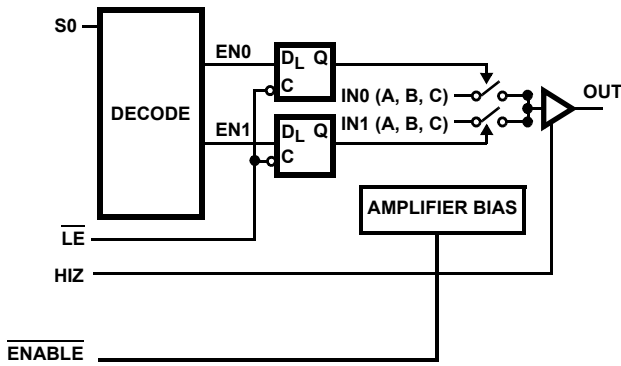 S0
EN0
DL Q
C
DECODE
IN0 (A, B, C)
OUT
EN1
DL Q
IN1 (A, B, C)
C
AMPLIFIER BIAS
LE
HIZ
ENABLE